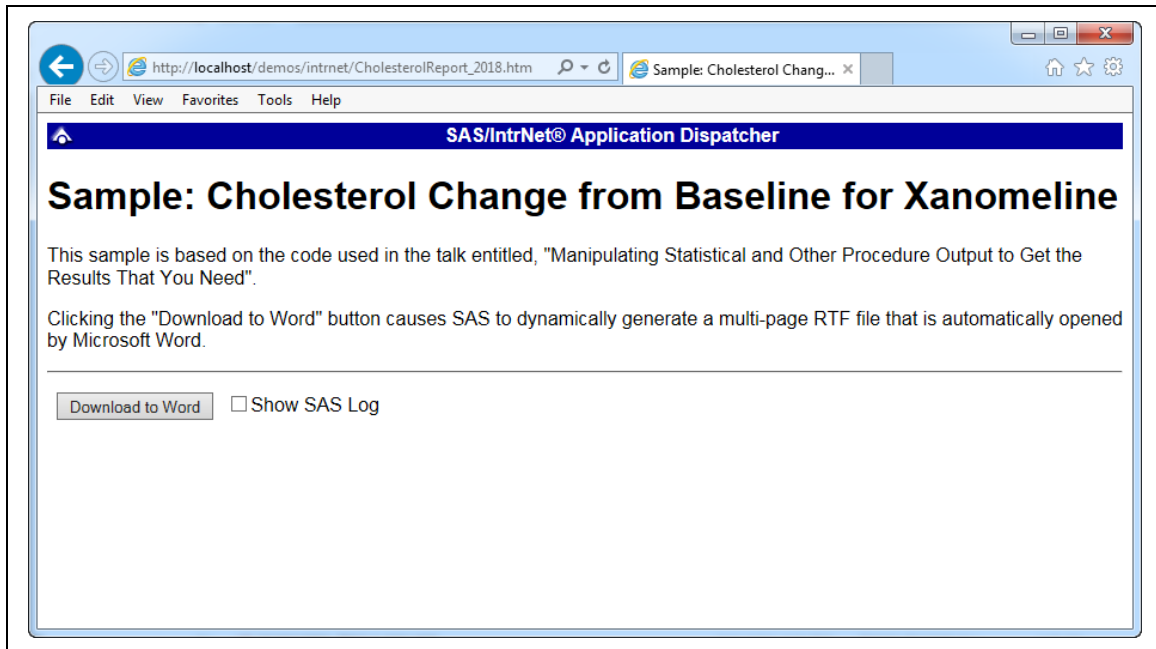 http://localhost/demos/intrnet/CholesterolReport_2018.htm
Sample: Cholesterol Chang...
File Edit View Favorites Tools Help
SAS/IntrNet® Application Dispatcher
Sample: Cholesterol Change from Baseline for Xanomeline
This sample is based on the code used in the talk entitled, "Manipulating Statistical and Other Procedure Output to Get the
Results That You Need".
Clicking the "Download to Word" button causes SAS to dynamically generate a multi-page RTF file that is automatically opened
by Microsoft Word.
Download to Word Show SAS Log